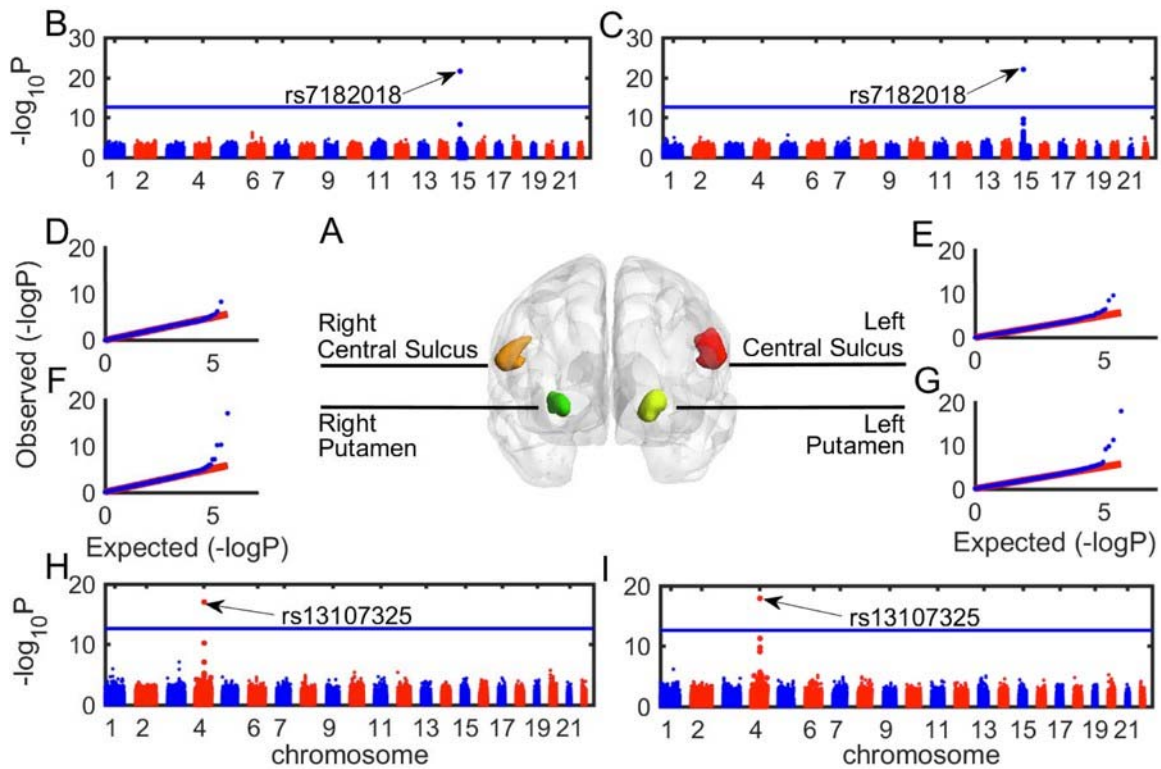 B
C
-log10P
30
20
10
0
rs7182018
1 2 4 6 7 9 11 13 15 17 19 21
30
20
10
0
rs7182018
1 2 4 6 7 9 11 13 15 17 19 21
D
A
E
Observed (-logP)
20
10
0
0 5
Right
Central Sulcus
Left
Central Sulcus
20
10
0
0 5
F
G
20
10
0
0 5
Expected (-logP)
Right
Putamen
Left
Putamen
20
10
0
0 5
Expected (-logP)
H
I
-log10P
20
10
0
rs13107325
1 2 4 6 7 9 11 13 15 17 19 21
chromosome
20
10
0
rs13107325
1 2 4 6 7 9 11 13 15 17 19 21
chromosome